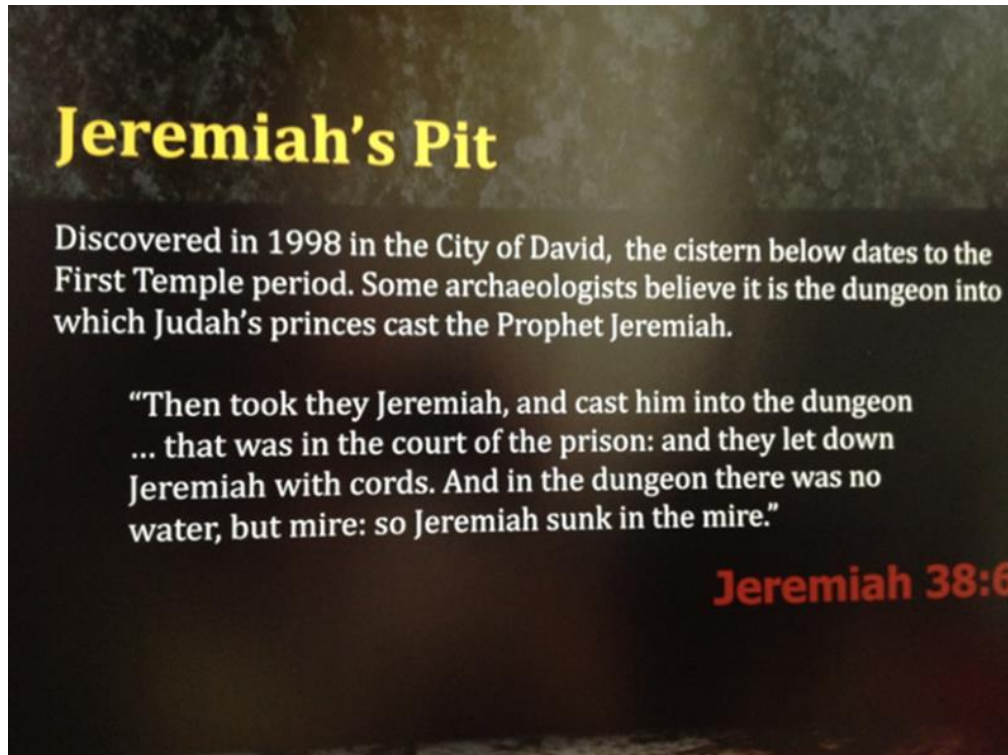 Jeremiah's Pit
Discovered in 1998 in the City of David, the cistern below dates to the
First Temple period. Some archaeologists believe it is the dungeon into
which Judah's princes cast the Prophet Jeremiah.
“Then took they Jeremiah, and cast him into the dungeon
... that was in the court of the prison: and they let down
Jeremiah with cords. And in the dungeon there was no
water, but mire: so Jeremiah sunk in the mire.”
Jeremiah 38:6